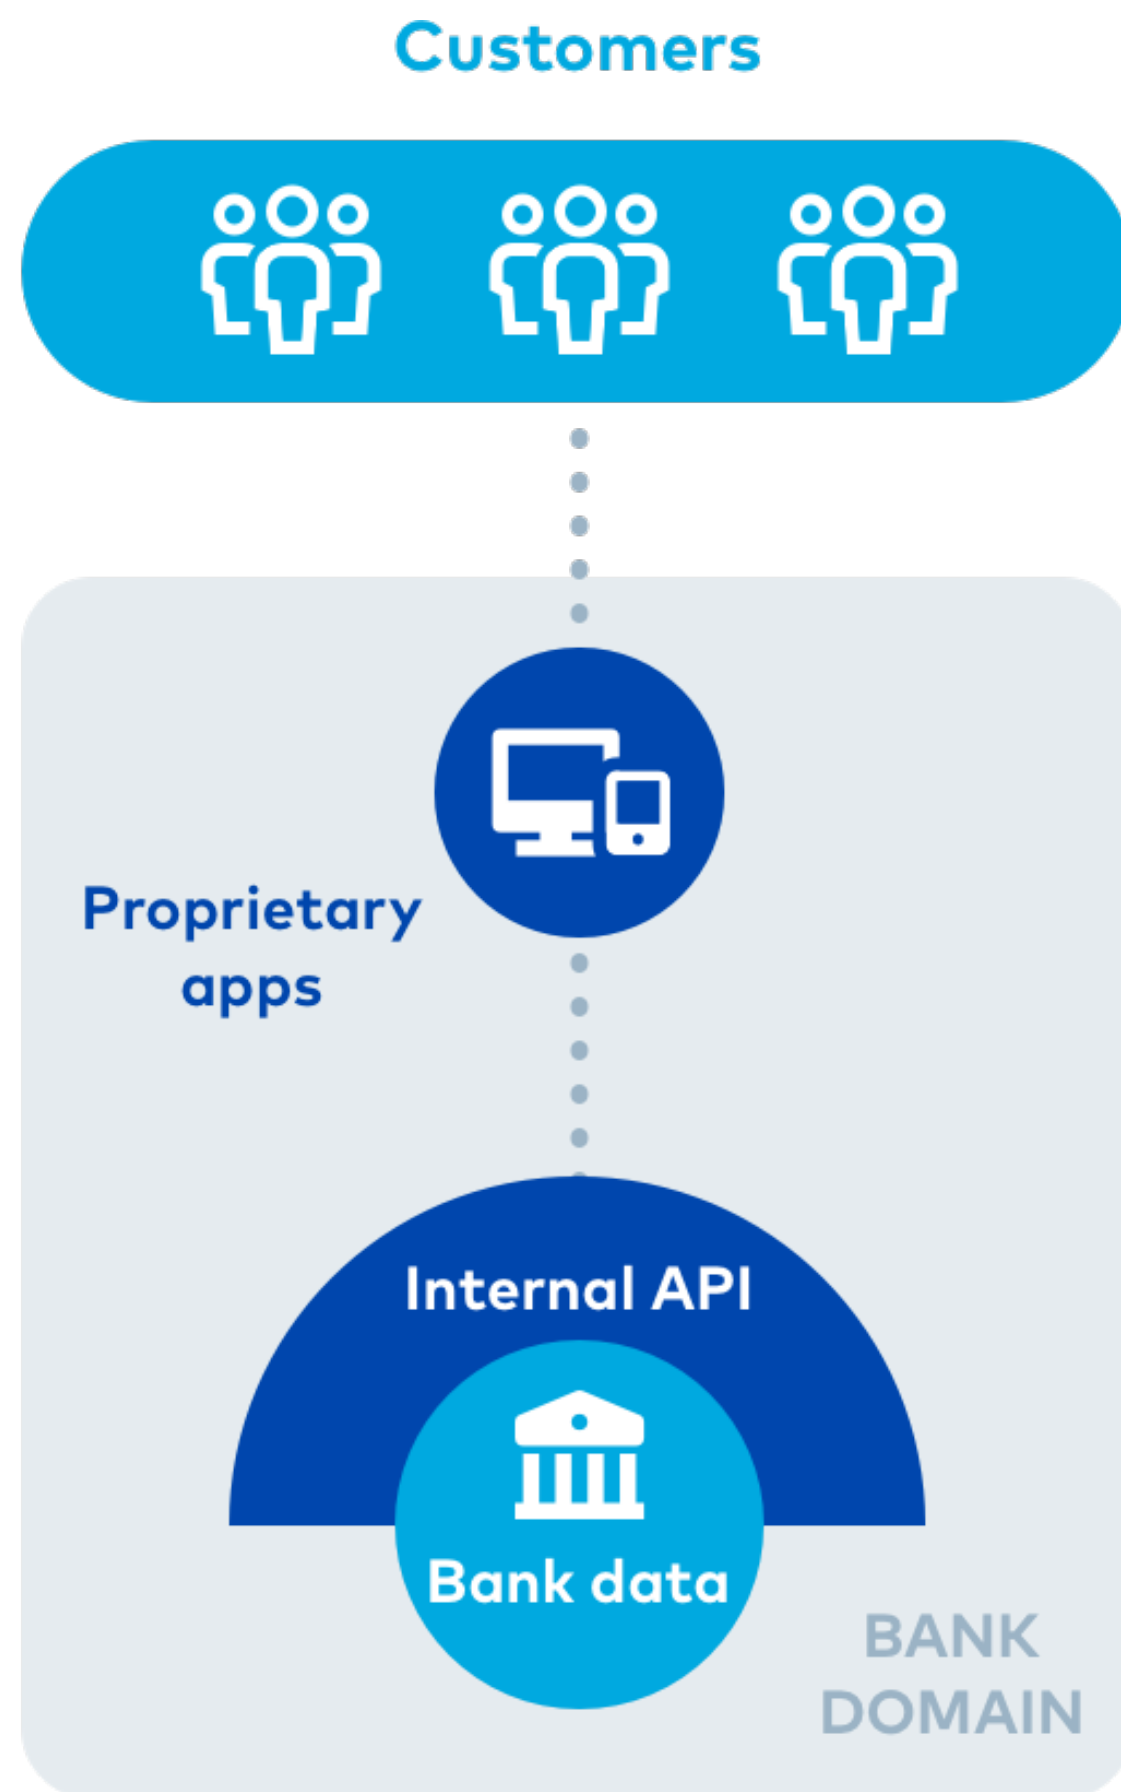 Customers
Proprietary
apps
Internal API
Bank data
BANK
DOMAIN